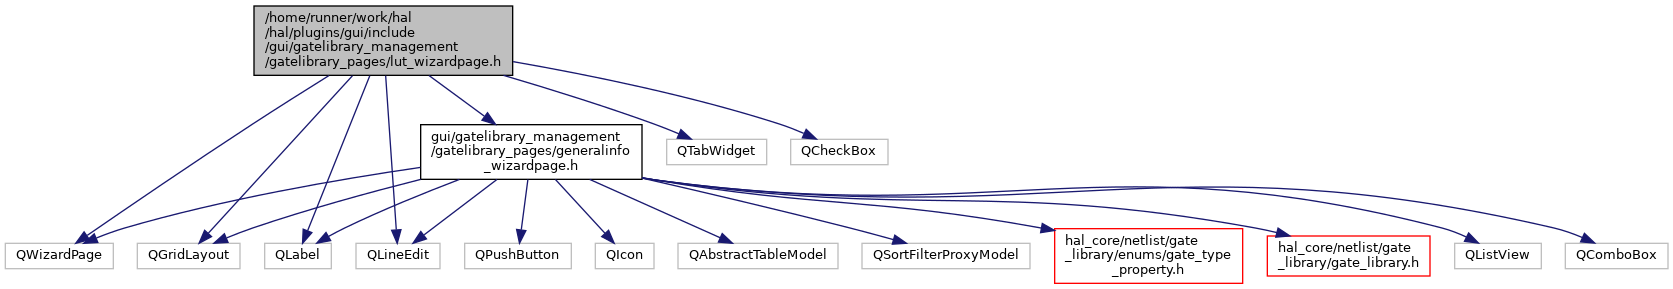 /home/runner/work/hal
/hal/plugins/gui/include
/gui/gatelibrary_management
/gatelibrary_pages/lut_wizardpage.h
gui/gatelibrary_management
/gatelibrary_pages/generalinfo
_wizardpage.h
QTabWidget
QCheckBox
QWizardPage
QGridLayout
QLabel
QLineEdit
QPushButton
QIcon
QAbstractTableModel
QSortFilterProxyModel
hal_core/netlist/gate
_library/enums/gate_type
_property.h
hal_core/netlist/gate
_library/gate_library.h
QListView
QComboBox